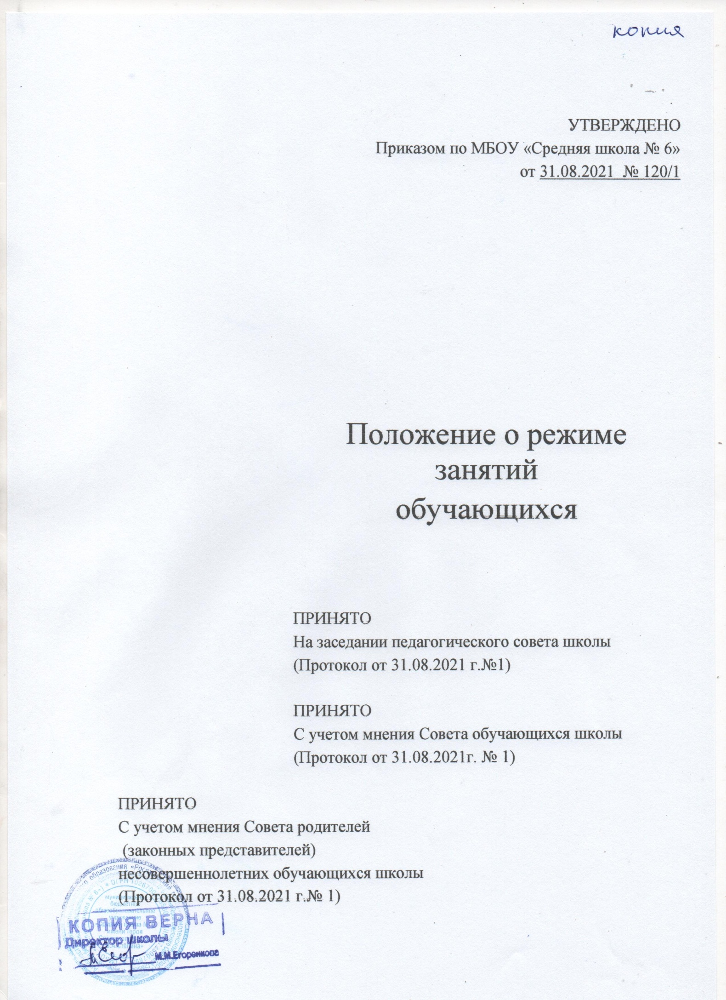 копия
УТВЕРЖДЕНО
Приказом по МБОУ «Средняя школа № 6»
от 31.08.2021 № 120/1
Положение о режиме
занятий
обучающихся
ПРИНЯТО
На заседании педагогического совета школы
(Протокол от 31.08.2021 г.№1)
ПРИНЯТО
С учетом мнения Совета обучающихся школы
(Протокол от 31.08.2021г. № 1)
ПРИНЯТО
С учетом мнения Совета родителей
(законных представителей)
несовершеннолетних обучающихся школы
(Протокол от 31.08.2021 г.№ 1)
КОПИЯ ВЕРНА
Директор школы
М.М.Егоренкова